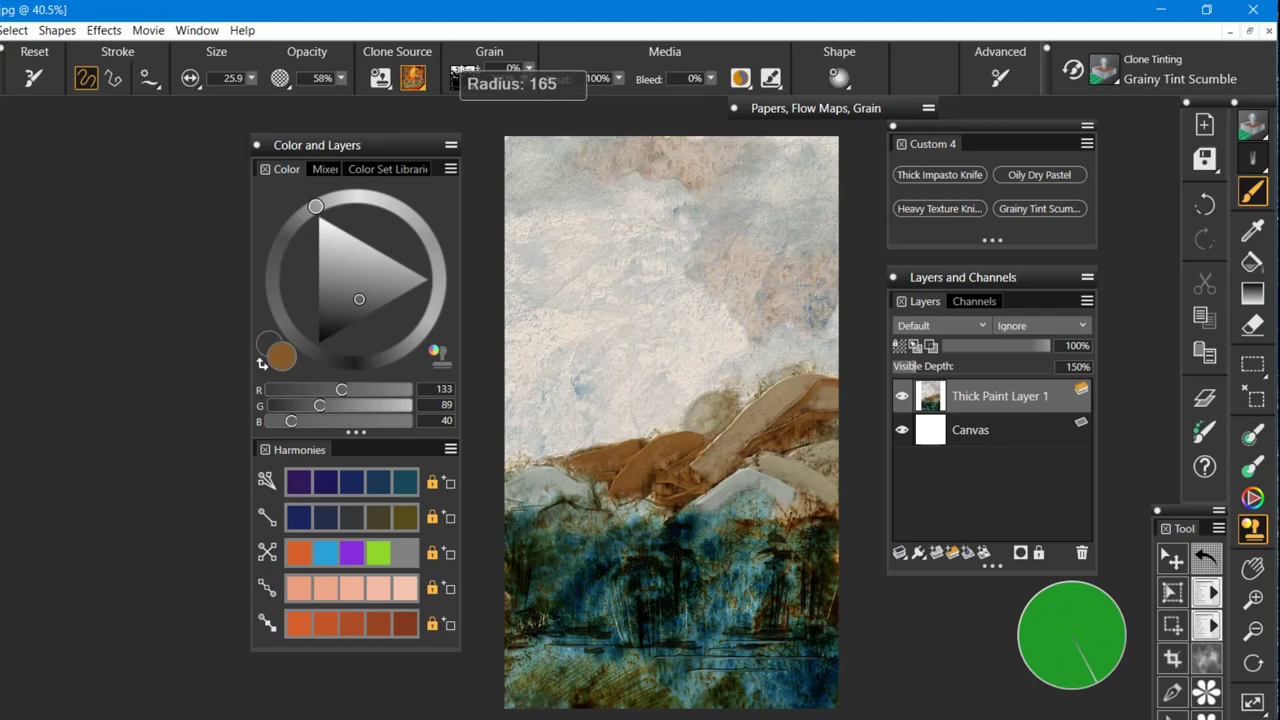 jpg @ 40.5%]
Select Shapes Effects Movie Window Help
Reset Stroke Size Opacity Clone Source Grain Media Shape Advanced
25.9 58% 0% 100% Bleed: 0%
Radius: 165
Clone Tinting
Grainy Tint Scumble
Papers, Flow Maps, Grain
Color and Layers
Color Mixer Color Set Librari
R 133
G 89
B 40
Harmonies
Custom 4
Thick Impasto Knife Oily Dry Pastel
Heavy Texture Kni... Grainy Tint Scum...
Layers and Channels
Layers Channels
Default Ignore
100%
Visible Depth: 150%
Thick Paint Layer 1
Canvas
Tool